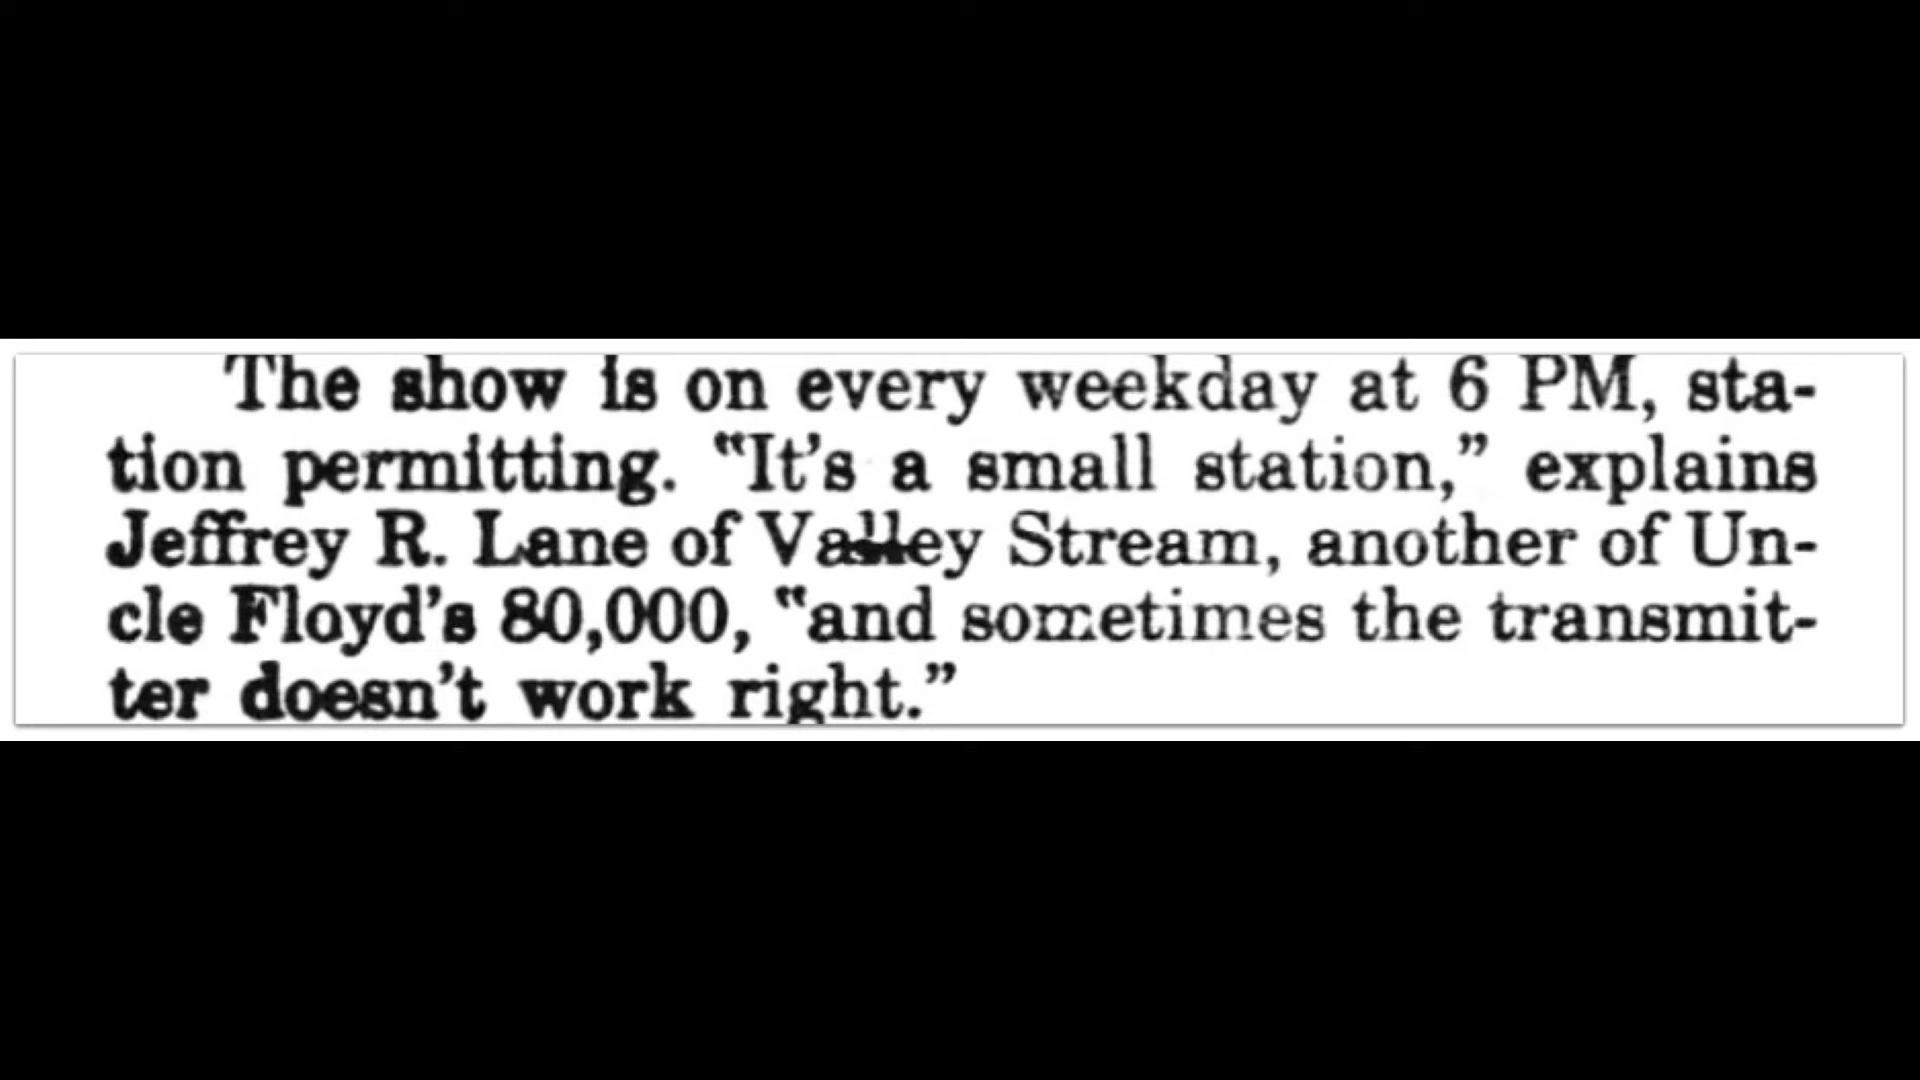 The show is on every weekday at 6 PM, sta-
tion permitting. “It’s a small station,” explains
Jeffrey R. Lane of Valley Stream, another of Un-
cle Floyd’s 80,000, “and sometimes the transmit-
ter doesn’t work right.”